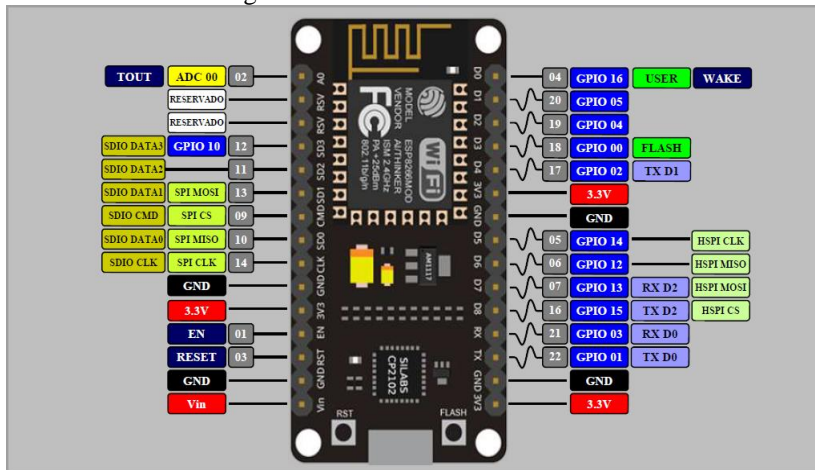 TOUT ADC 00 02 A0 D0 04 GPIO 16 USER WAKE
RESERVADO RSV D1 20 GPIO 05
RESERVADO RSV D2 19 GPIO 04
SDIO DATA3 GPIO 10 12 SD3 D3 18 GPIO 00 FLASH
SDIO DATA2 11 SD2 D4 17 GPIO 02 TX D1
SDIO DATA1 SPI MOSI 13 SD1 3V3 3.3V
SDIO CMD SPI CS 09 CMD GND GND
SDIO DATA0 SPI MISO 10 SD0 D5 05 GPIO 14 HSPI CLK
SDIO CLK SPI CLK 14 CLK D6 06 GPIO 12 HSPI MISO
GND GND D7 07 GPIO 13 RX D2 HSPI MOSI
3.3V 3V3 D8 16 GPIO 15 TX D2 HSPI CS
EN 01 EN RX 21 GPIO 03 RX D0
RESET 03 RST TX 22 GPIO 01 TX D0
GND GND GND GND
Vin Vin 3V3 3.3V
MODEL
VENDOR
ESP8266MOD
AI/THINKER
ISM 2.4GHz
PA +25dBm
802.11b/g/n
FC
Wi Fi
AM1117
SILABS
CP2102
RST
FLASH